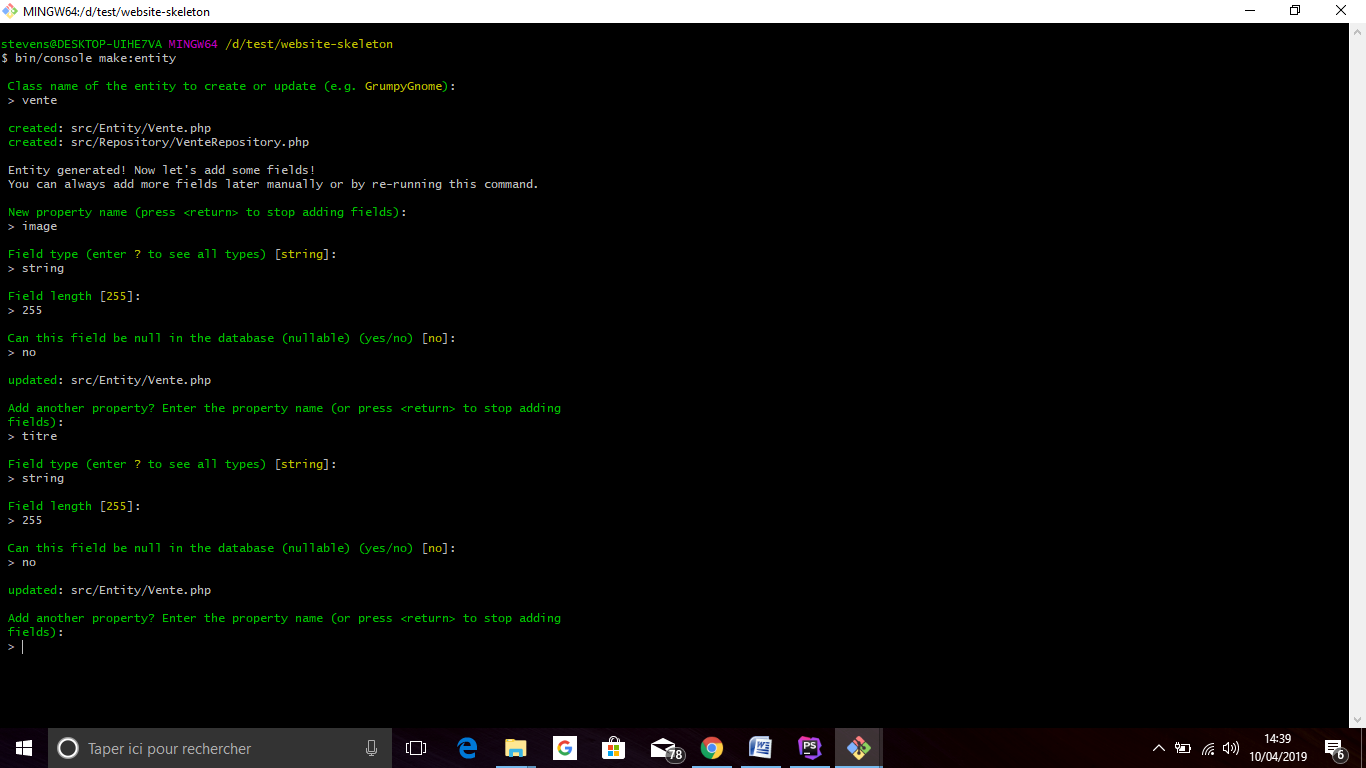 MINGW64:/d/test/website-skeleton
stevens@DESKTOP-UIHE7VA MINGW64 /d/test/website-skeleton
$ bin/console make:entity
Class name of the entity to create or update (e.g. GrumpyGnome):
> vente
created: src/Entity/Vente.php
created: src/Repository/VenteRepository.php
Entity generated! Now let's add some fields!
You can always add more fields later manually or by re-running this command.
New property name (press <return> to stop adding fields):
> image
Field type (enter ? to see all types) [string]:
> string
Field length [255]:
> 255
Can this field be null in the database (nullable) (yes/no) [no]:
> no
updated: src/Entity/Vente.php
Add another property? Enter the property name (or press <return> to stop adding
fields):
> titre
Field type (enter ? to see all types) [string]:
> string
Field length [255]:
> 255
Can this field be null in the database (nullable) (yes/no) [no]:
> no
updated: src/Entity/Vente.php
Add another property? Enter the property name (or press <return> to stop adding
fields):
>
Taper ici pour rechercher
78
PS
14:39
10/04/2019
6